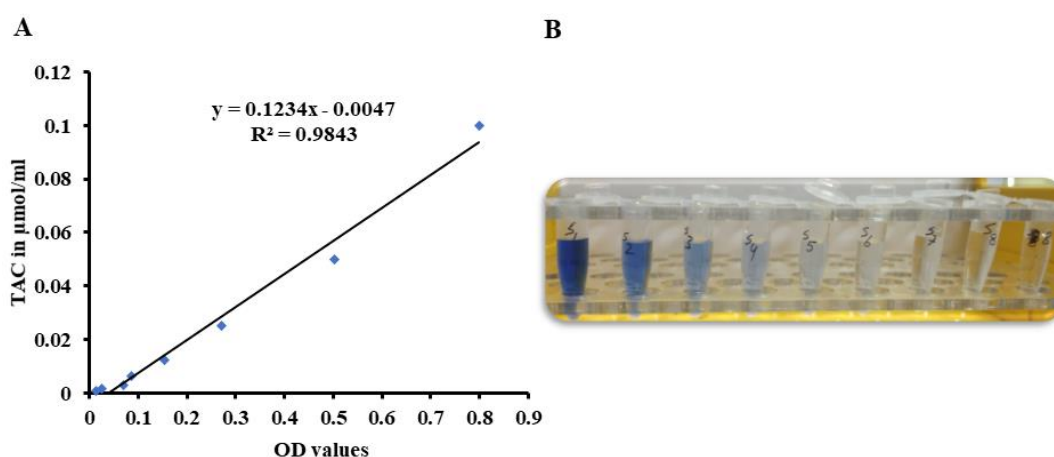 A
B
0.12
0.1
0.08
0.06
0.04
0.02
0
TAC in μmol/ml
y = 0.1234x - 0.0047
R² = 0.9843
0 0.1 0.2 0.3 0.4 0.5 0.6 0.7 0.8 0.9
OD values
S1
S2
S3
S4
S5
S6